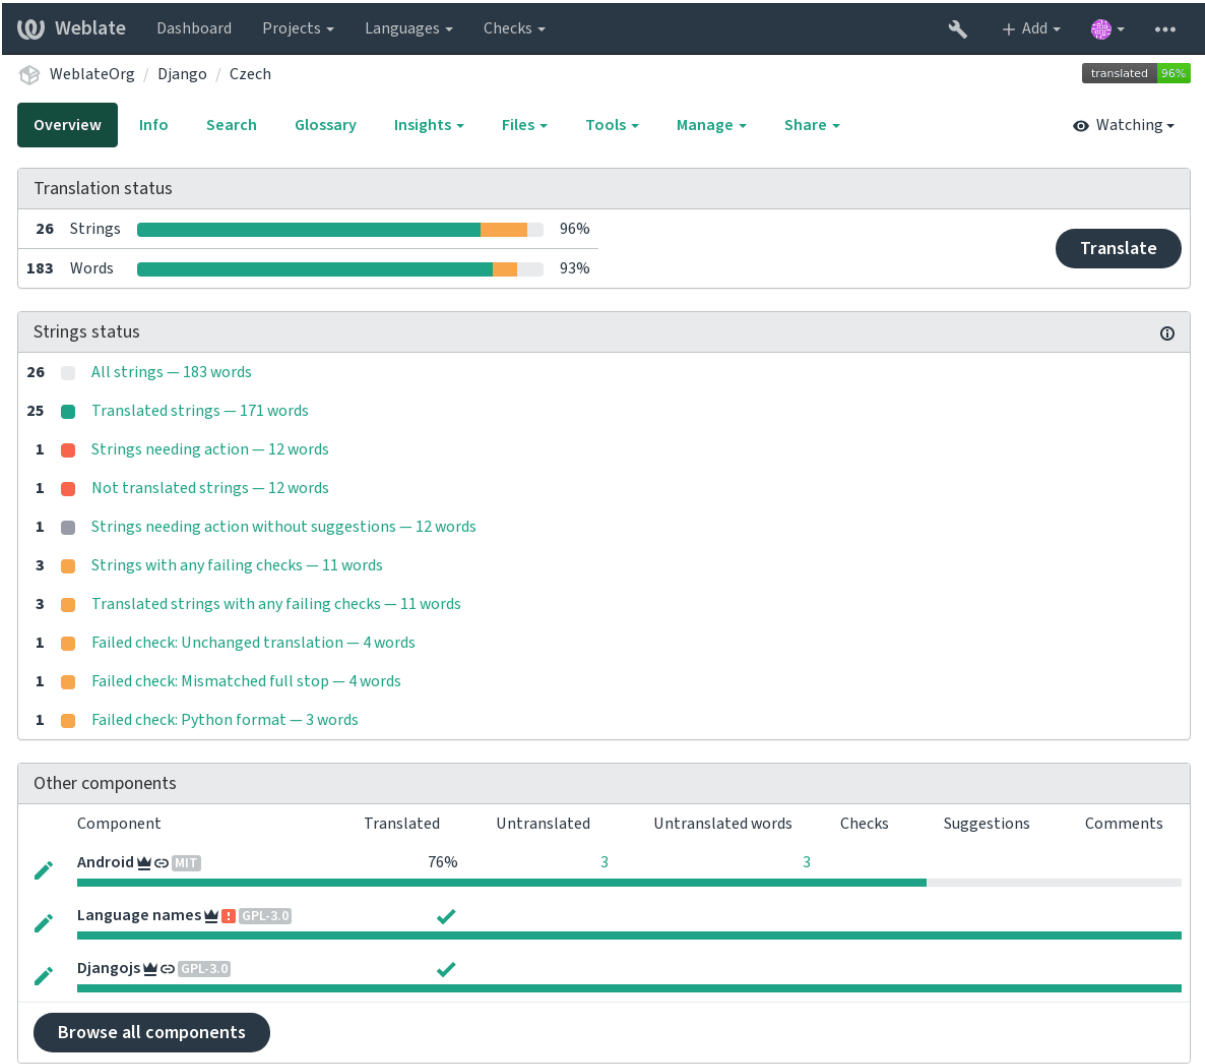 Weblate Dashboard Projects Languages Checks Add
WeblateOrg / Django / Czech translated 96%
Overview Info Search Glossary Insights Files Tools Manage Share Watching
Translation status
26 Strings 96%
Translate
183 Words 93%
Strings status
26 All strings — 183 words
25 Translated strings — 171 words
1 Strings needing action — 12 words
1 Not translated strings — 12 words
1 Strings needing action without suggestions — 12 words
3 Strings with any failing checks — 11 words
3 Translated strings with any failing checks — 11 words
1 Failed check: Unchanged translation — 4 words
1 Failed check: Mismatched full stop — 4 words
1 Failed check: Python format — 3 words
Other components
Component Translated Untranslated Untranslated words Checks Suggestions Comments
Android MIT 76% 3 3
Language names GPL-3.0
Djangojs GPL-3.0
Browse all components